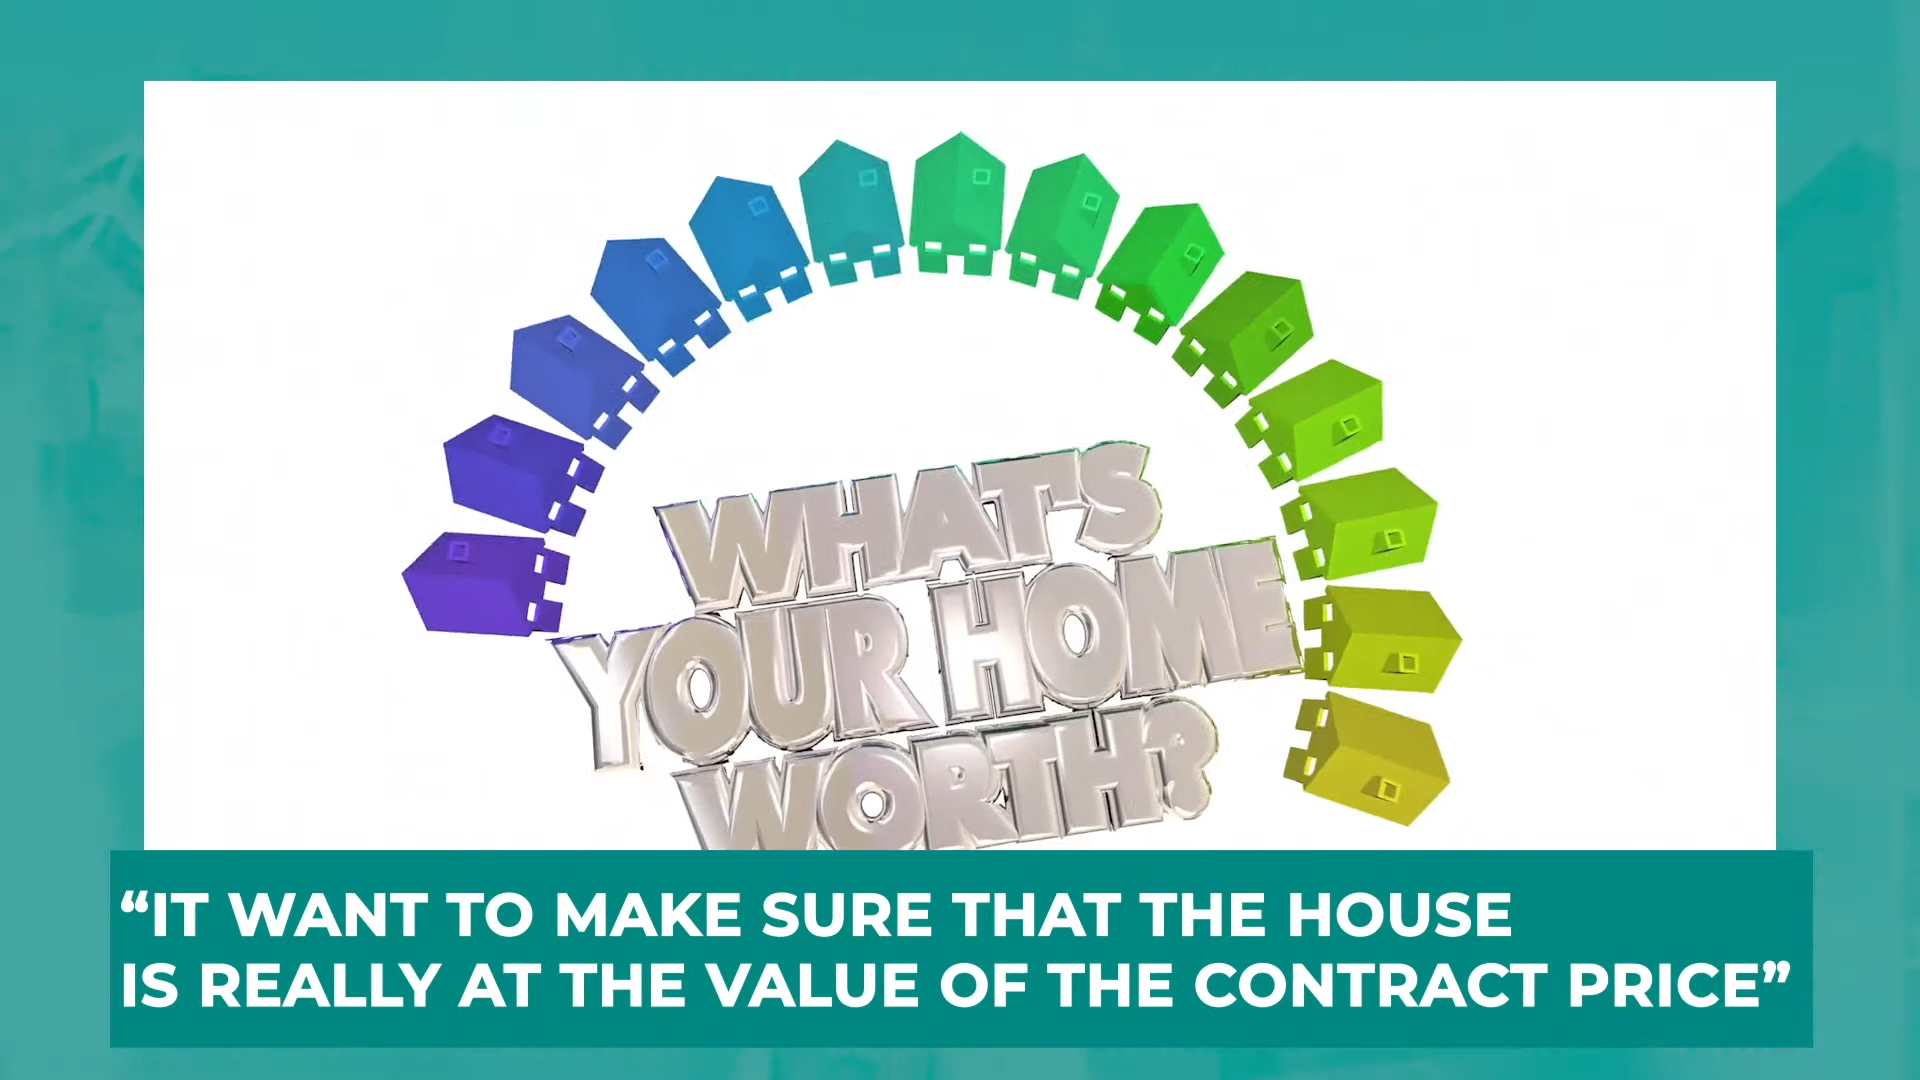 WHAT'S
YOUR HOME
WORTH?
“IT WANT TO MAKE SURE THAT THE HOUSE
IS REALLY AT THE VALUE OF THE CONTRACT PRICE”